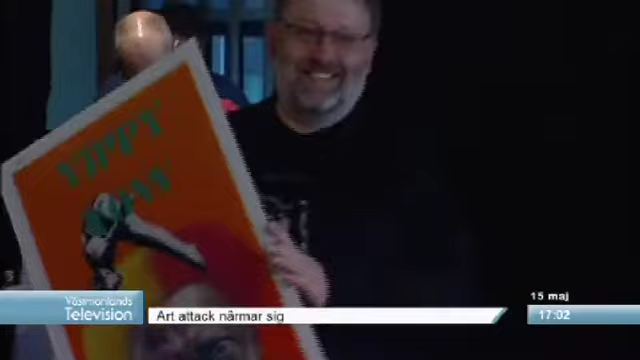 YIPPY
Västmanlands
Television
Art attack närmar sig
15 maj
17:02